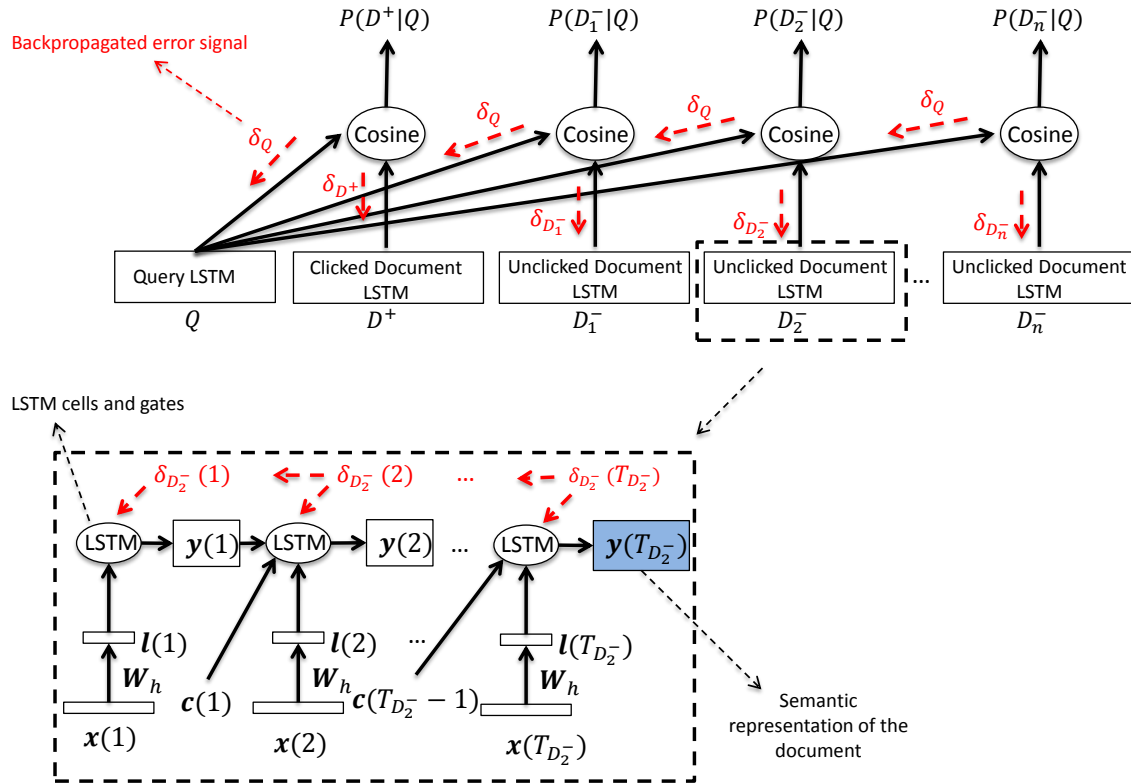 P(D⁺|Q) P(D₁⁻|Q) P(D₂⁻|Q) P(Dₙ⁻|Q)
Backpropagated error signal
δ_Q δ_Q δ_Q δ_Q
Cosine Cosine Cosine Cosine
δ_{D⁺} δ_{D₁⁻} δ_{D₂⁻} δ_{Dₙ⁻}
Query LSTM
Clicked Document
LSTM
Unclicked Document
LSTM
Unclicked Document
LSTM
...
Unclicked Document
LSTM
Q D⁺ D₁⁻ D₂⁻ Dₙ⁻
LSTM cells and gates
δ_{D₂⁻}(1) δ_{D₂⁻}(2) ... δ_{D₂⁻}(T_{D₂⁻})
LSTM y(1) LSTM y(2) ... LSTM y(T_{D₂⁻})
l(1) l(2) ... l(T_{D₂⁻})
W_h W_h W_h
c(1) c(T_{D₂⁻} − 1)
x(1) x(2) x(T_{D₂⁻})
Semantic
representation of the
document